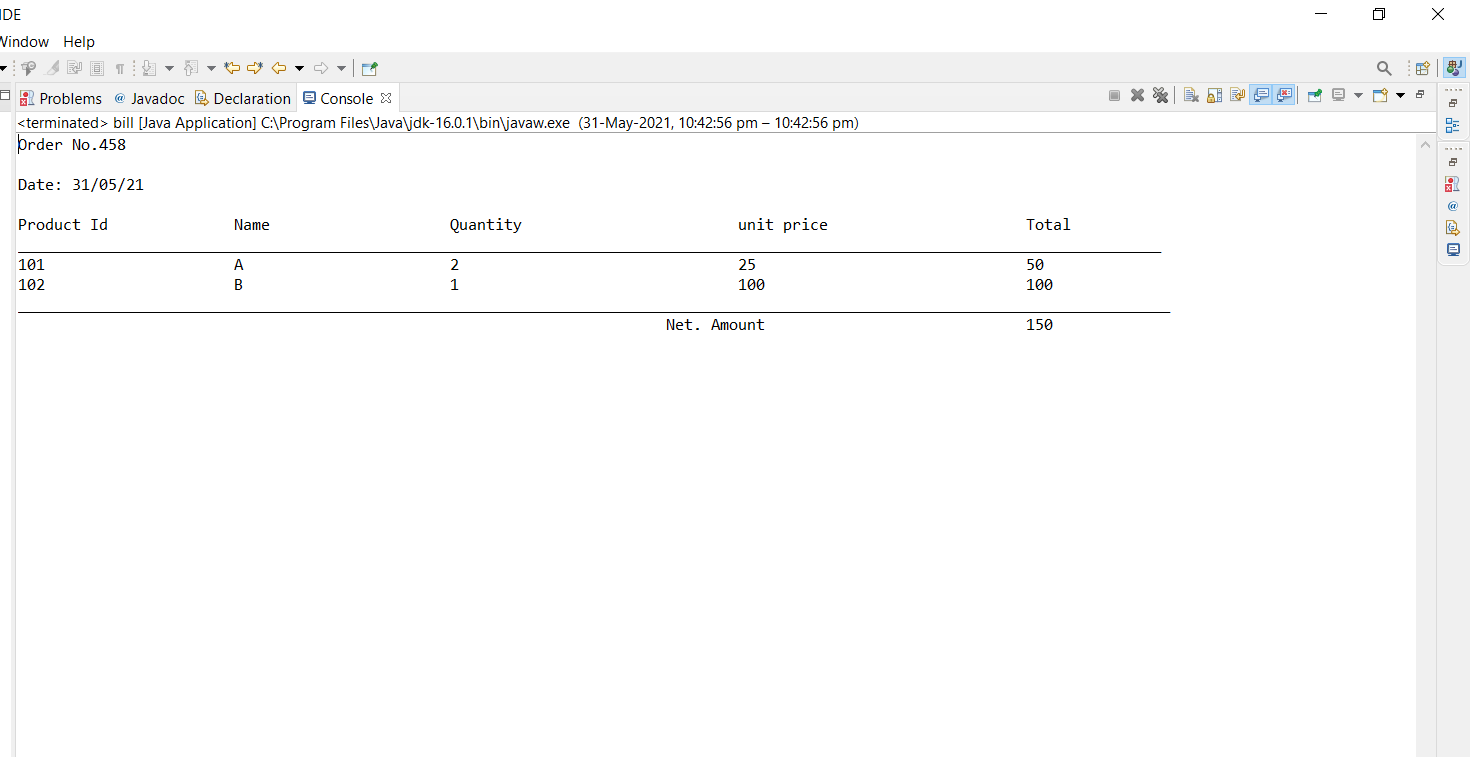 IDE
Window Help
Problems @ Javadoc Declaration Console
<terminated> bill [Java Application] C:\Program Files\Java\jdk-16.0.1\bin\javaw.exe (31-May-2021, 10:42:56 pm – 10:42:56 pm)
Order No.458
Date: 31/05/21
Product Id Name Quantity unit price Total
101 A 2 25 50
102 B 1 100 100
Net. Amount 150